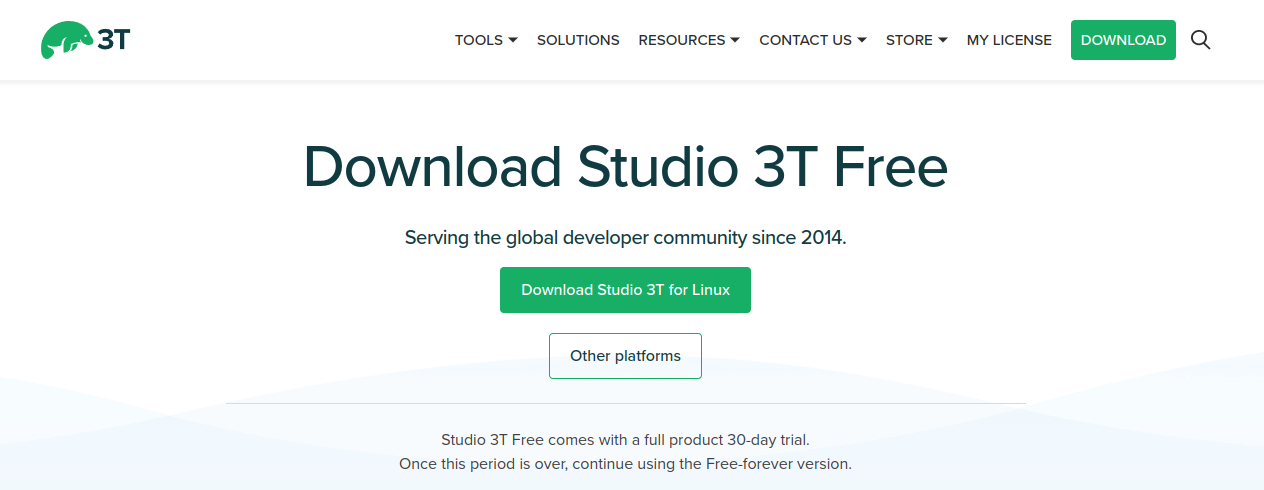 3T
TOOLS
SOLUTIONS
RESOURCES
CONTACT US
STORE
MY LICENSE
DOWNLOAD
Download Studio 3T Free
Serving the global developer community since 2014.
Download Studio 3T for Linux
Other platforms
Studio 3T Free comes with a full product 30-day trial.
Once this period is over, continue using the Free-forever version.